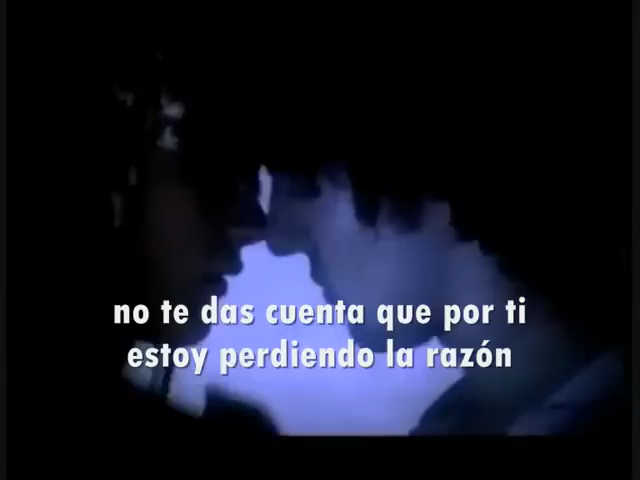 no te das cuenta que por ti
estoy perdiendo la razón